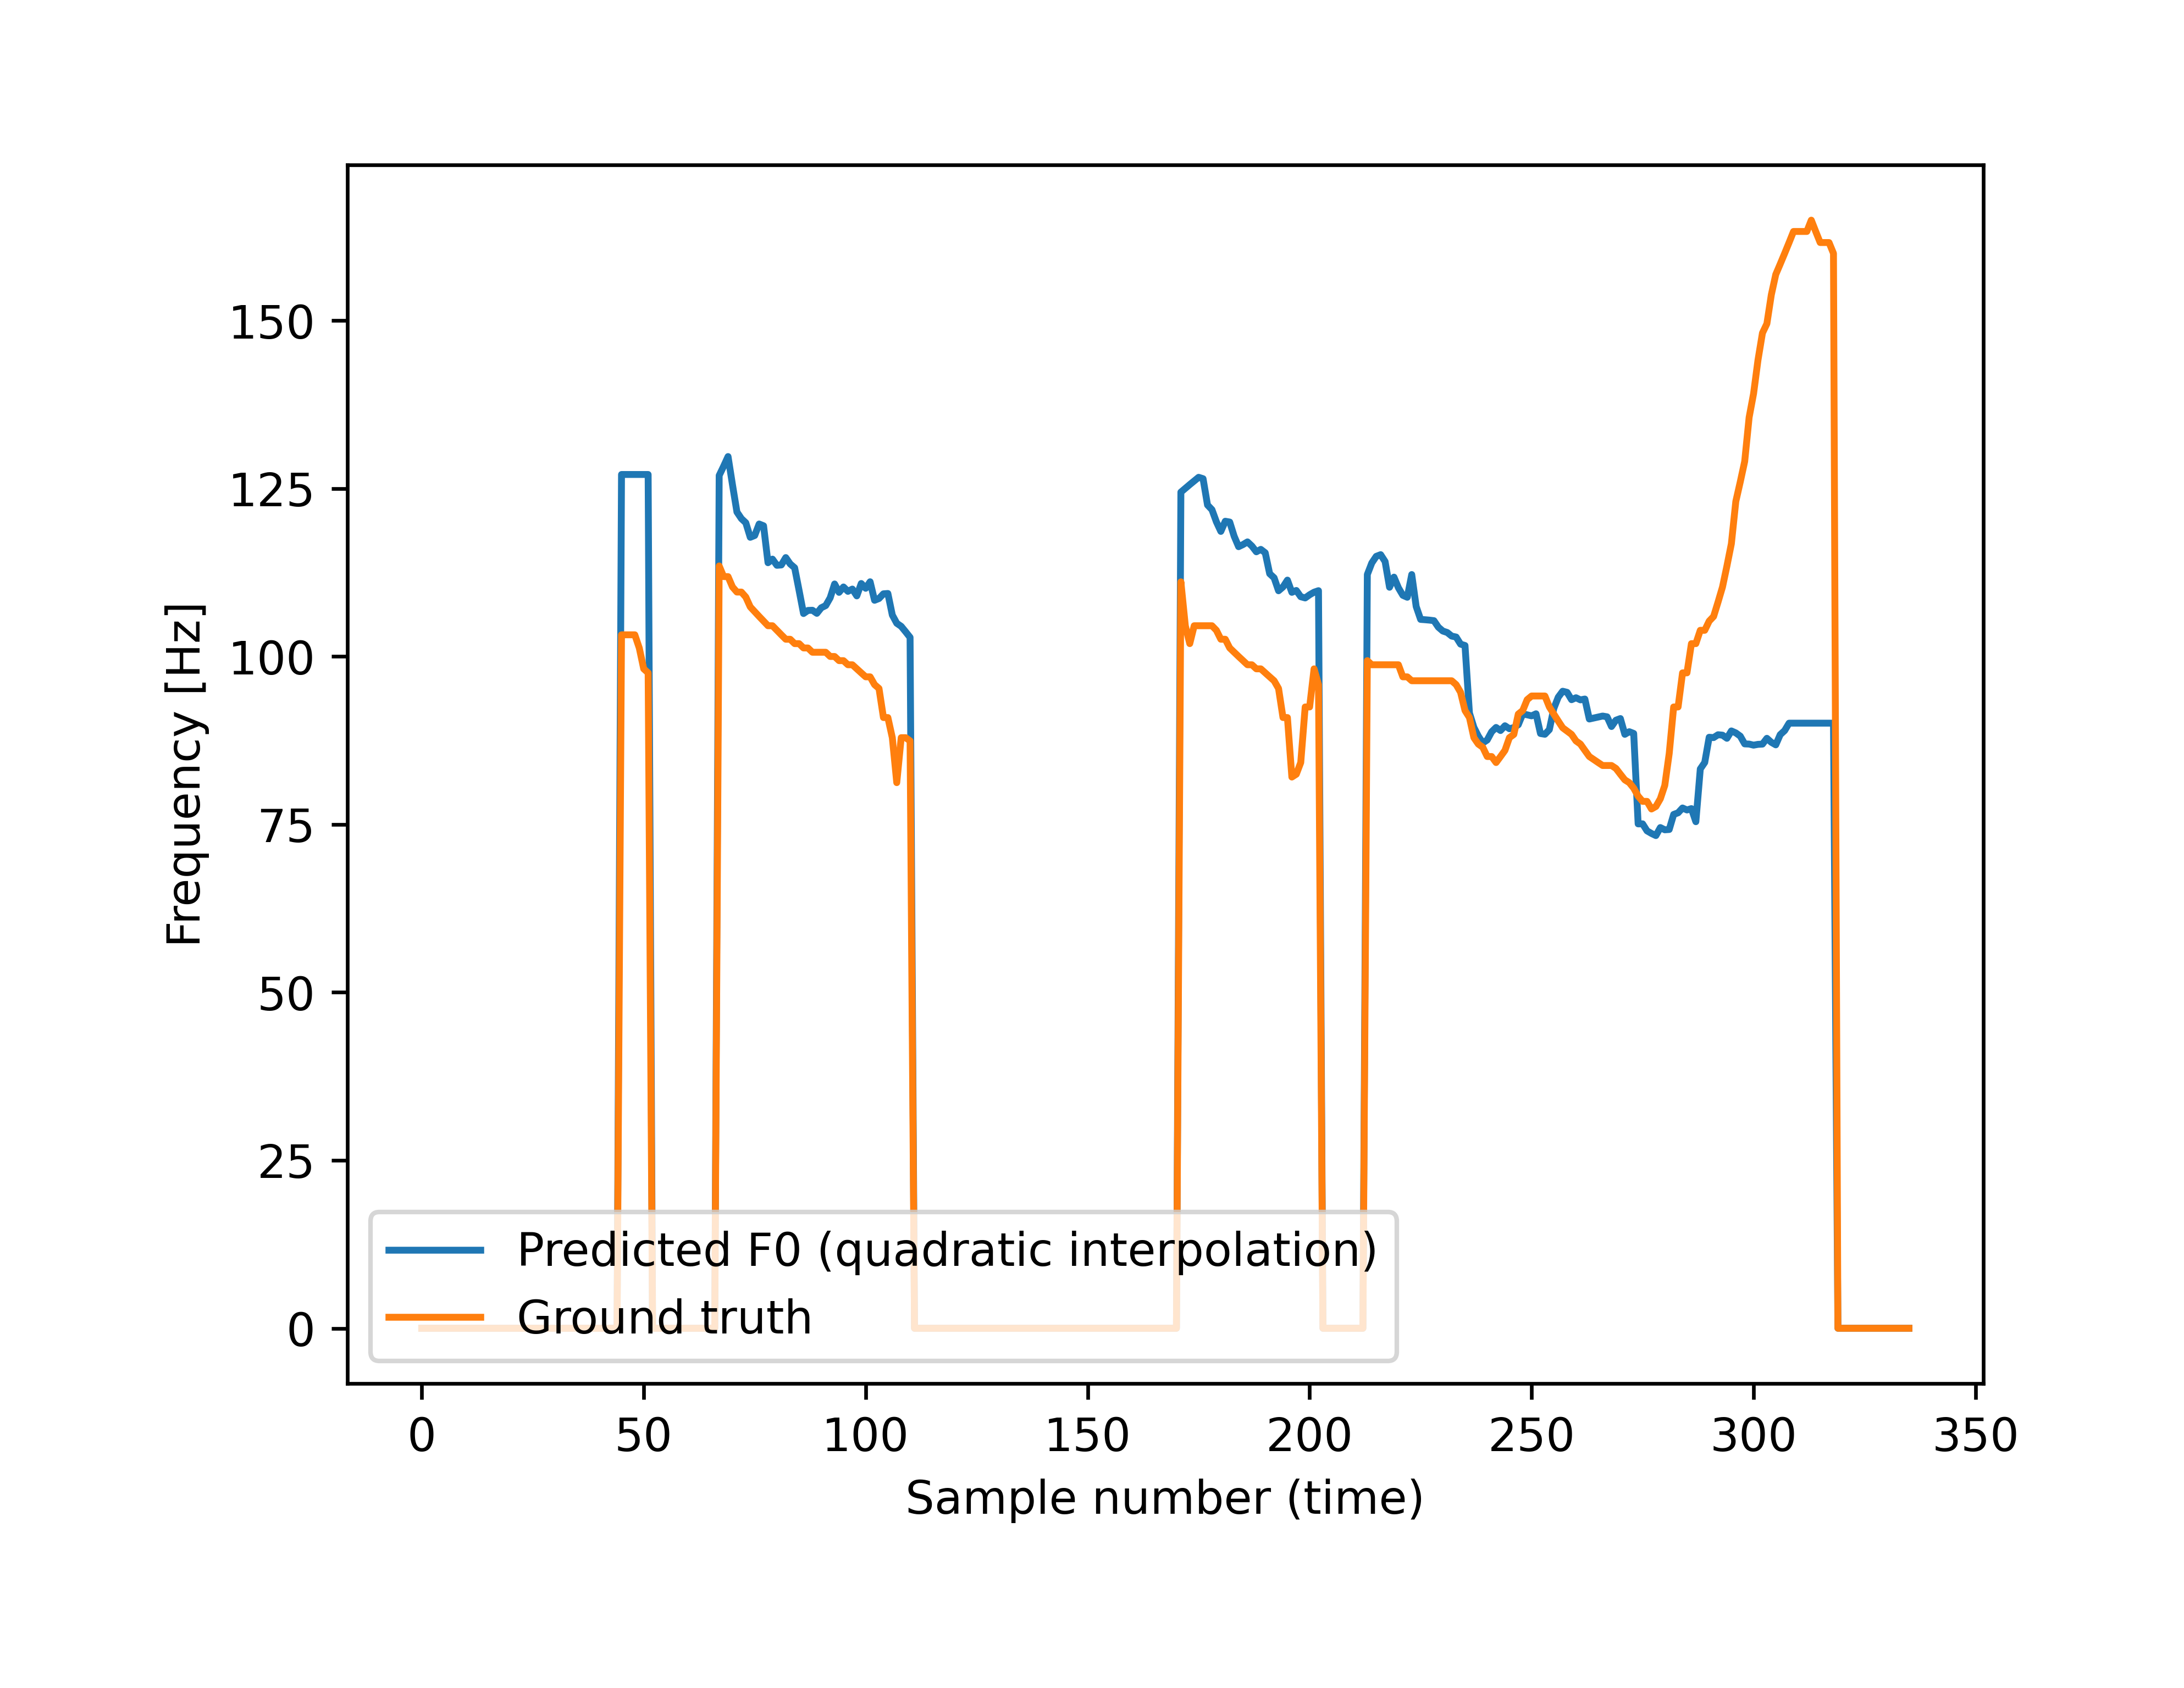 150
125
100
75
50
25
0
Frequency [Hz]
Predicted F0 (quadratic interpolation)
Ground truth
0 50 100 150 200 250 300 350
Sample number (time)